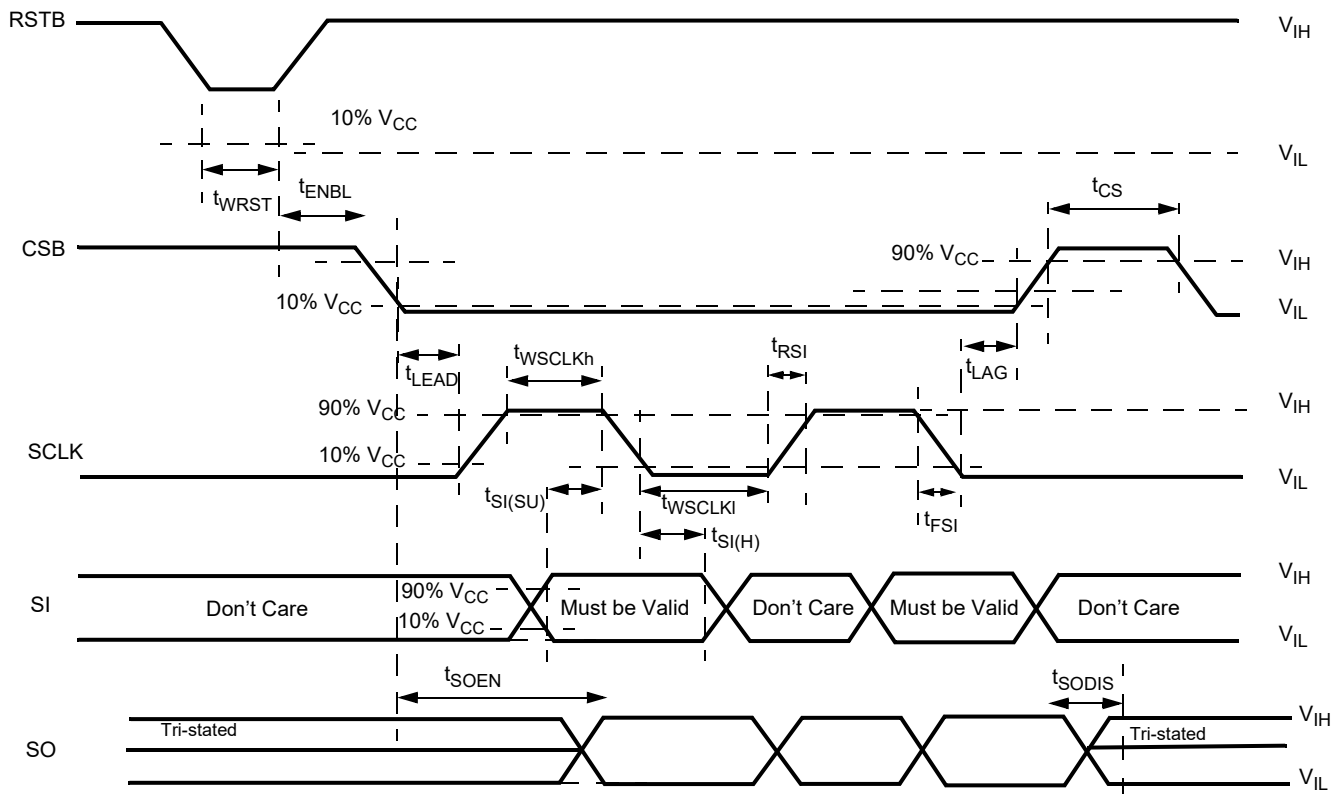 RSTB
VIH
10% VCC
VIL
tWRST
tENBL
tCS
CSB
90% VCC
VIH
10% VCC
VIL
tLEAD
tWSCLKh
tRSI
tLAG
90% VCC
VIH
SCLK
10% VCC
VIL
tSI(SU)
tWSCLKl
tFSI
tSI(H)
SI
90% VCC
VIH
Don't Care
Must be Valid
Don't Care
Must be Valid
Don't Care
10% VCC
VIL
tSOEN
tSODIS
VIH
Tri-stated
Tri-stated
SO
VIL